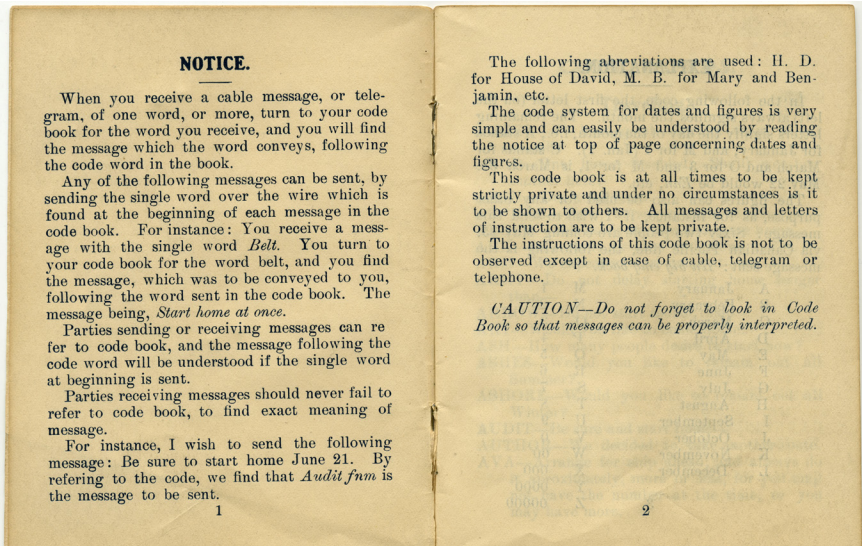 NOTICE.
When you receive a cable message, or tele-
gram, of one word, or more, turn to your code
book for the word you receive, and you will find
the message which the word conveys, following
the code word in the book.
Any of the following messages can be sent, by
sending the single word over the wire which is
found at the beginning of each message in the
code book. For instance: You receive a mess-
age with the single word Belt. You turn to
your code book for the word belt, and you find
the message, which was to be conveyed to you,
following the word sent in the code book. The
message being, Start home at once.
Parties sending or receiving messages can re
fer to code book, and the message following the
code word will be understood if the single word
at beginning is sent.
Parties receiving messages should never fail to
refer to code book, to find exact meaning of
message.
For instance, I wish to send the following
message: Be sure to start home June 21. By
refering to the code, we find that Audit fnm is
the message to be sent.
1
The following abreviations are used: H. D.
for House of David, M. B. for Mary and Ben-
jamin, etc.
The code system for dates and figures is very
simple and can easily be understood by reading
the notice at top of page concerning dates and
figures.
This code book is at all times to be kept
strictly private and under no circumstances is it
to be shown to others. All messages and letters
of instruction are to be kept private.
The instructions of this code book is not to be
observed except in case of cable, telegram or
telephone.
CAUTION—Do not forget to look in Code
Book so that messages can be properly interpreted.
2